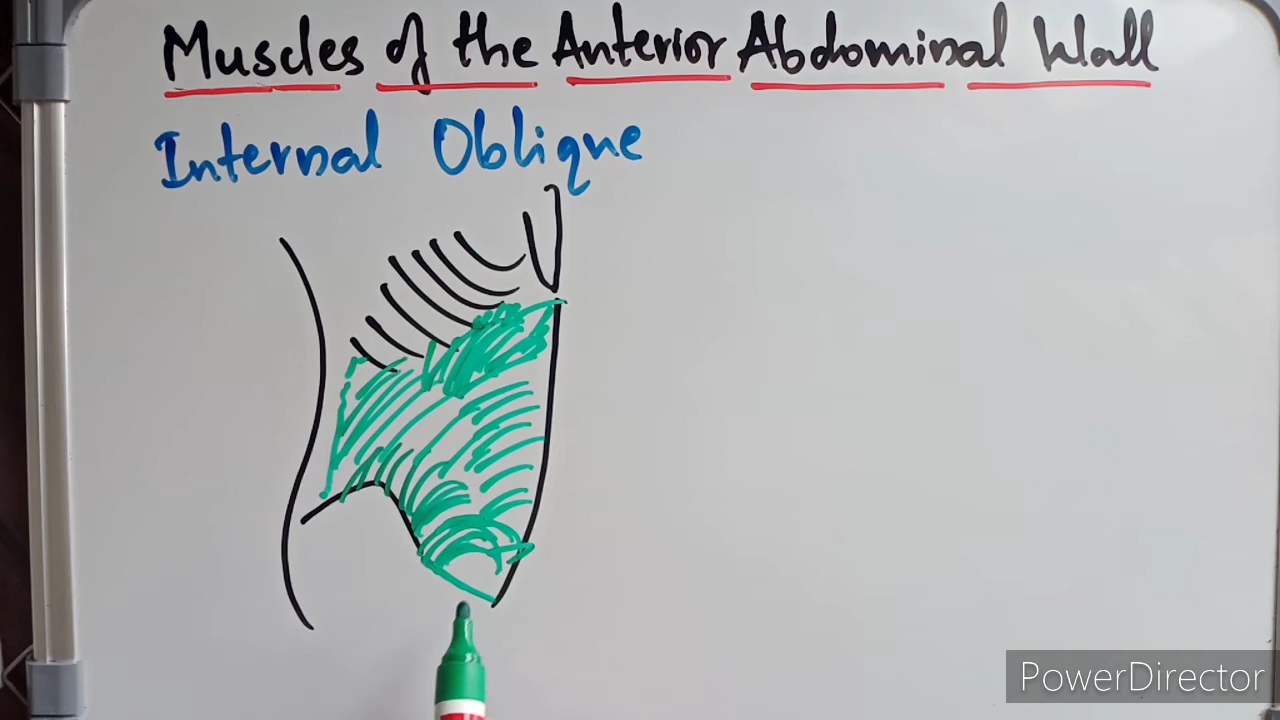 Muscles of the Anterior Abdominal Wall
Internal Oblique
PowerDirector